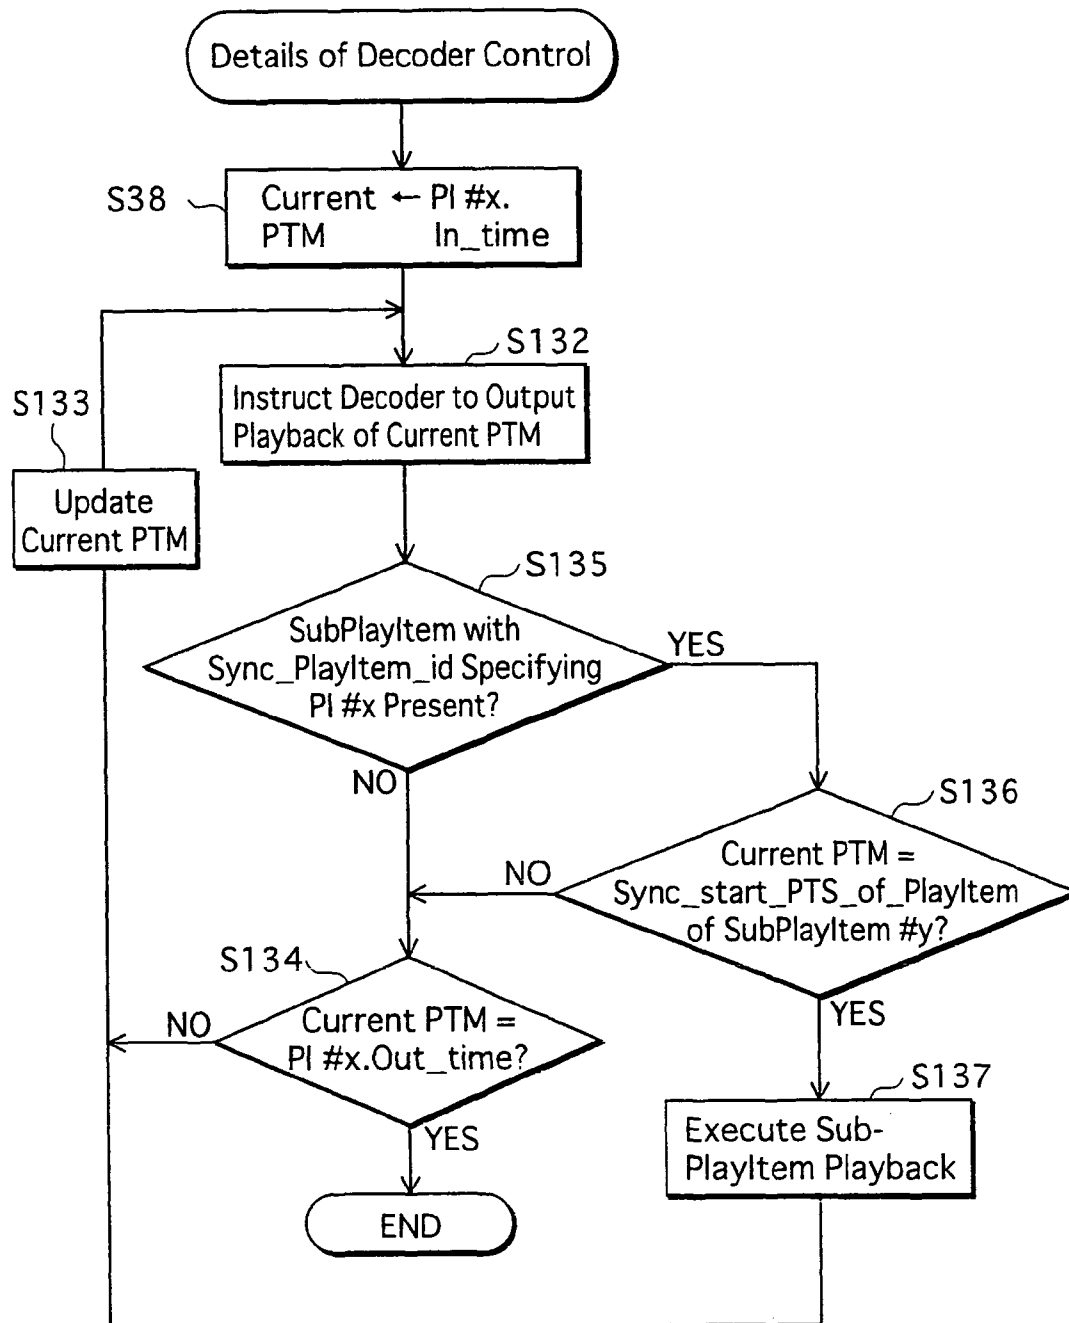 Details of Decoder Control
S38
Current ← PI #x.
PTM In_time
S132
Instruct Decoder to Output
Playback of Current PTM
S133
Update
Current PTM
S135
SubPlayItem with
Sync_PlayItem_id Specifying
PI #x Present?
YES
NO
S136
Current PTM =
Sync_start_PTS_of_PlayItem
of SubPlayItem #y?
NO
YES
S134
Current PTM =
PI #x.Out_time?
NO
YES
S137
Execute Sub-
PlayItem Playback
END